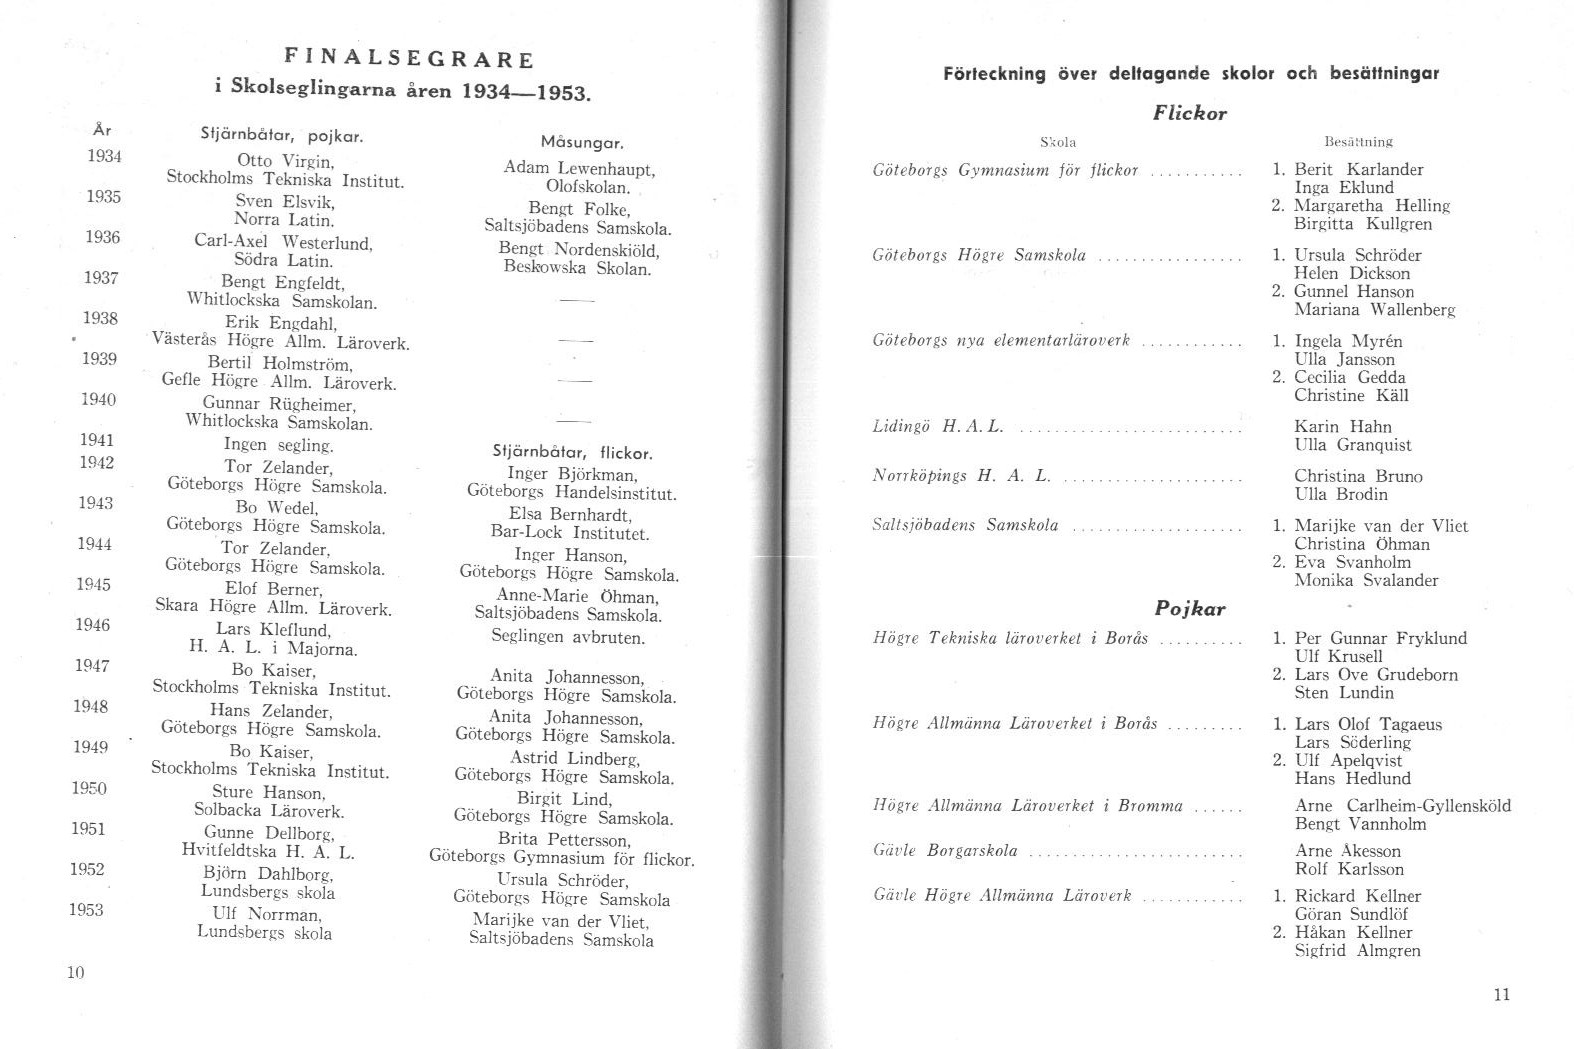 FINALSEGRARE
i Skolseglingarna åren 1934—1953.
År Stjärnbåtar, pojkar. Måsungar.
1934 Otto Virgin, Adam Lewenhaupt,
Stockholms Tekniska Institut. Olofskolan.
1935 Sven Elsvik, Bengt Folke,
Norra Latin. Saltsjöbadens Samskola.
1936 Carl-Axel Westerlund, Bengt Nordenskiöld,
Södra Latin. Beskowska Skolan.
1937 Bengt Engfeldt,
Whitlockska Samskolan. —
1938 Erik Engdahl,
Västerås Högre Allm. Läroverk. —
1939 Bertil Holmström,
Gefle Högre Allm. Läroverk. —
1940 Gunnar Rügheimer,
Whitlockska Samskolan. —
1941 Ingen segling. Stjärnbåtar, flickor.
1942 Tor Zelander, Inger Björkman,
Göteborgs Högre Samskola. Göteborgs Handelsinstitut.
1943 Bo Wedel, Elsa Bernhardt,
Göteborgs Högre Samskola. Bar-Lock Institutet.
1944 Tor Zelander, Inger Hanson,
Göteborgs Högre Samskola. Göteborgs Högre Samskola.
1945 Elof Berner, Anne-Marie Öhman,
Skara Högre Allm. Läroverk. Saltsjöbadens Samskola.
1946 Lars Kleflund, Seglingen avbruten.
H. A. L. i Majorna.
1947 Bo Kaiser, Anita Johannesson,
Stockholms Tekniska Institut. Göteborgs Högre Samskola.
1948 Hans Zelander, Anita Johannesson,
Göteborgs Högre Samskola. Göteborgs Högre Samskola.
1949 Bo Kaiser, Astrid Lindberg,
Stockholms Tekniska Institut. Göteborgs Högre Samskola.
1950 Sture Hanson, Birgit Lind,
Solbacka Läroverk. Göteborgs Högre Samskola.
1951 Gunne Dellborg, Brita Pettersson,
Hvitfeldtska H. A. L. Göteborgs Gymnasium för flickor.
1952 Björn Dahlborg, Ursula Schröder,
Lundsbergs skola Göteborgs Högre Samskola
1953 Ulf Norrman, Marijke van der Vliet,
Lundsbergs skola Saltsjöbadens Samskola
10
Förteckning över deltagande skolor och besättningar
Flickor
Skola Besättning
Göteborgs Gymnasium för flickor ........... 1. Berit Karlander
Inga Eklund
2. Margaretha Helling
Birgitta Kullgren
Göteborgs Högre Samskola ................. 1. Ursula Schröder
Helen Dickson
2. Gunnel Hanson
Mariana Wallenberg
Göteborgs nya elementarläroverk ............ 1. Ingela Myrén
Ulla Jansson
2. Cecilia Gedda
Christine Käll
Lidingö H. A. L. .......................... Karin Hahn
Ulla Granquist
Norrköpings H. A. L. ..................... Christina Bruno
Ulla Brodin
Saltsjöbadens Samskola .................... 1. Marijke van der Vliet
Christina Öhman
2. Eva Svanholm
Monika Svalander
Pojkar
Högre Tekniska läroverket i Borås .......... 1. Per Gunnar Fryklund
Ulf Krusell
2. Lars Ove Grudeborn
Sten Lundin
Högre Allmänna Läroverket i Borås ......... 1. Lars Olof Tagaeus
Lars Söderling
2. Ulf Apelqvist
Hans Hedlund
Högre Allmänna Läroverket i Bromma ...... Arne Carlheim-Gyllensköld
Bengt Vannholm
Gävle Borgarskola ......................... Arne Åkesson
Rolf Karlsson
Gävle Högre Allmänna Läroverk ............ 1. Rickard Kellner
Göran Sundlöf
2. Håkan Kellner
Sigfrid Almgren
11